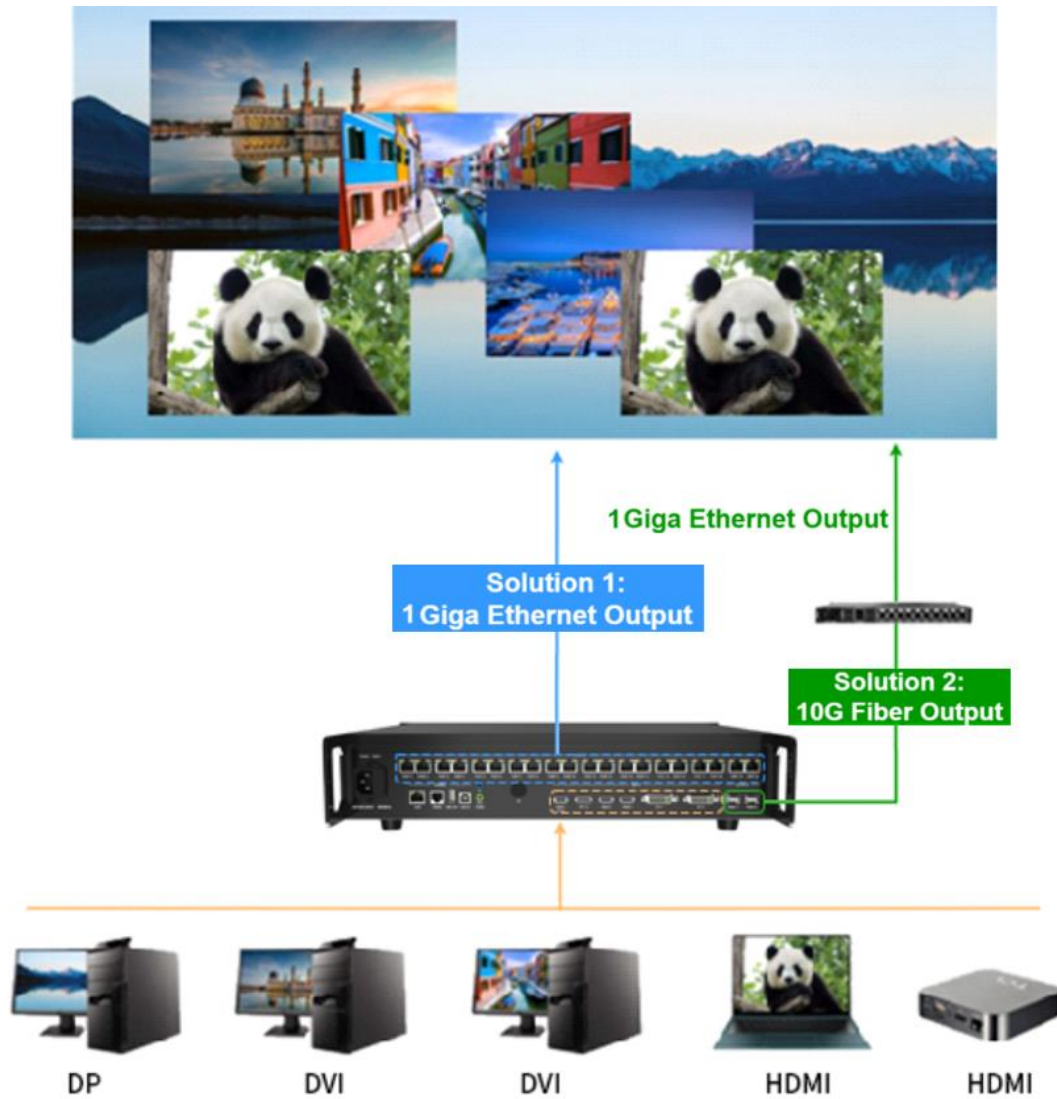 1Giga Ethernet Output
Solution 1:
1Giga Ethernet Output
Solution 2:
10G Fiber Output
DP
DVI
DVI
HDMI
HDMI